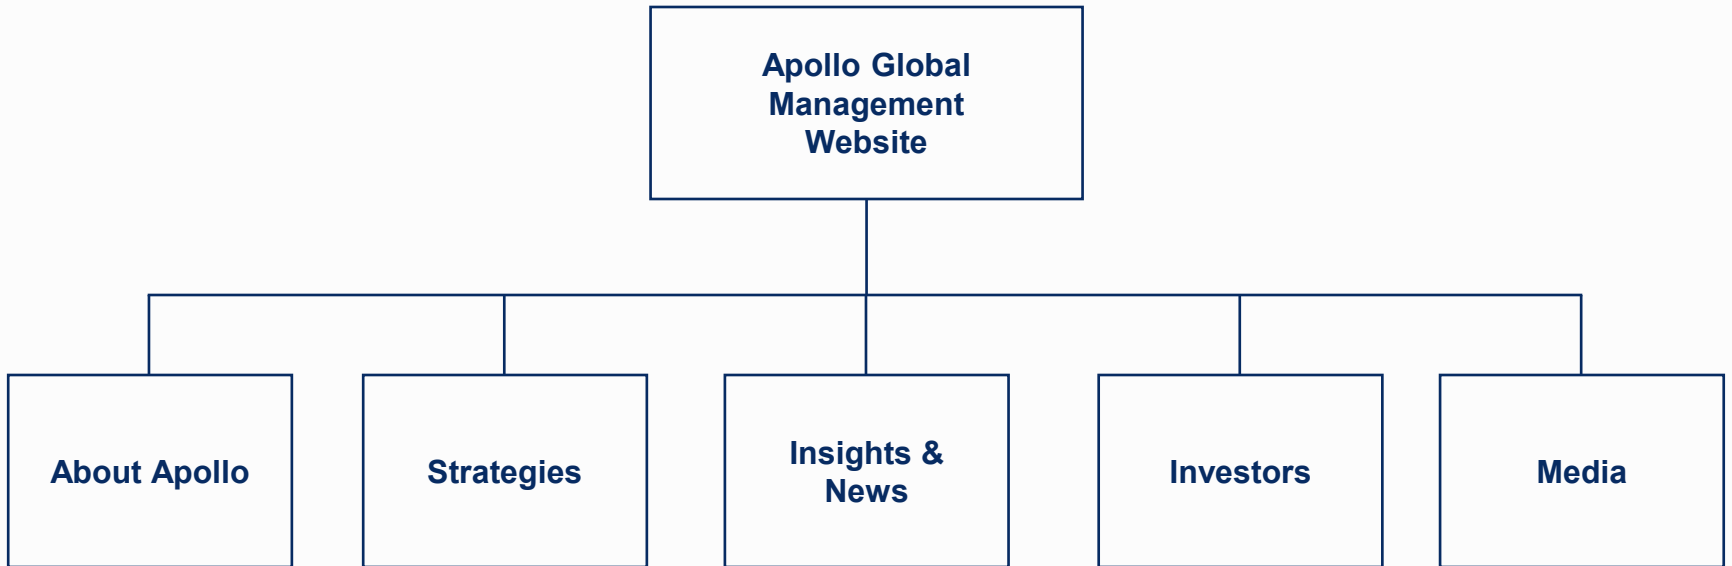 Apollo Global
Management
Website
About Apollo
Strategies
Insights &
News
Investors
Media